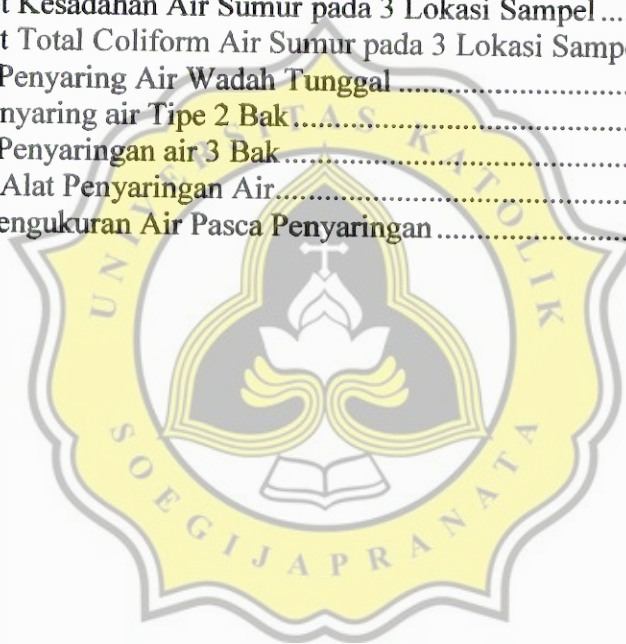 t Kesadahan Air Sumur pada 3 Lokasi Sampel....
t Total Coliform Air Sumur pada 3 Lokasi Sampe
Penyaring Air Wadah Tunggal..............................
nyaring air Tipe 2 Bak..............................................
Penyaringan air 3 Bak................................................
Alat Penyaringan Air................................................
engukuran Air Pasca Penyaringan.........................
UNIVERSITAS KATOLIK
SOEGIJAPRANATA